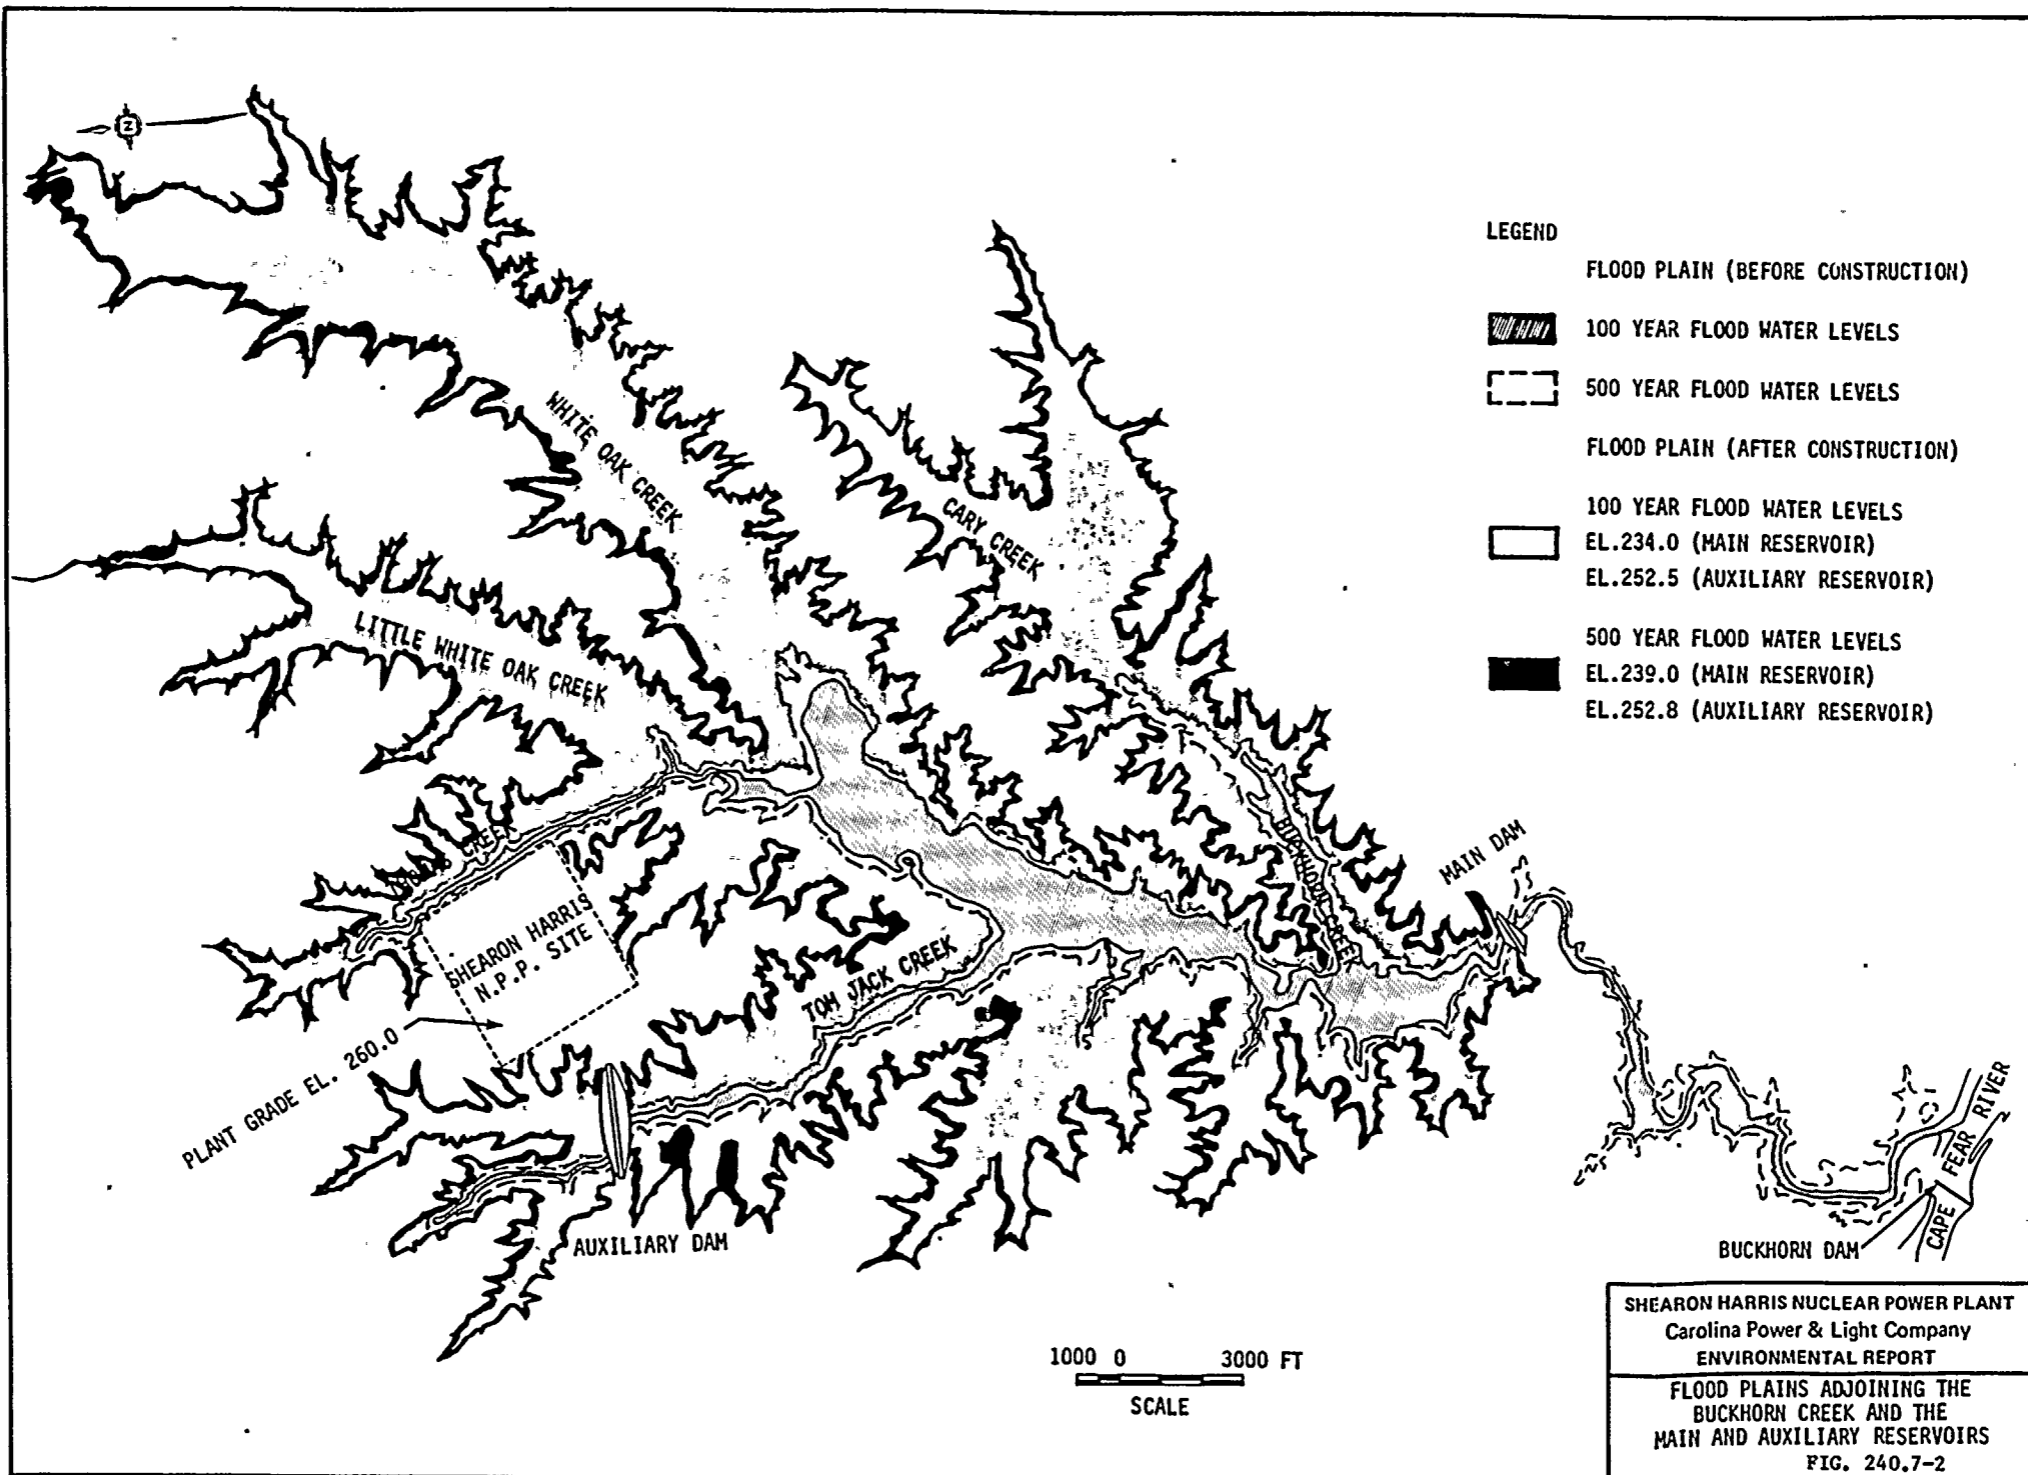 N
LEGEND
FLOOD PLAIN (BEFORE CONSTRUCTION)
100 YEAR FLOOD WATER LEVELS
500 YEAR FLOOD WATER LEVELS
FLOOD PLAIN (AFTER CONSTRUCTION)
100 YEAR FLOOD WATER LEVELS
EL.234.0 (MAIN RESERVOIR)
EL.252.5 (AUXILIARY RESERVOIR)
500 YEAR FLOOD WATER LEVELS
EL.239.0 (MAIN RESERVOIR)
EL.252.8 (AUXILIARY RESERVOIR)
WHITE OAK CREEK
CARY CREEK
LITTLE WHITE OAK CREEK
CREEK
BUCKHORN CREEK
MAIN DAM
SHEARON HARRIS
N.P.P. SITE
TOM JACK CREEK
PLANT GRADE EL. 260.0
AUXILIARY DAM
CAPE FEAR RIVER
BUCKHORN DAM
1000 0 3000 FT
SCALE
SHEARON HARRIS NUCLEAR POWER PLANT
Carolina Power & Light Company
ENVIRONMENTAL REPORT
FLOOD PLAINS ADJOINING THE
BUCKHORN CREEK AND THE
MAIN AND AUXILIARY RESERVOIRS
FIG. 240.7-2